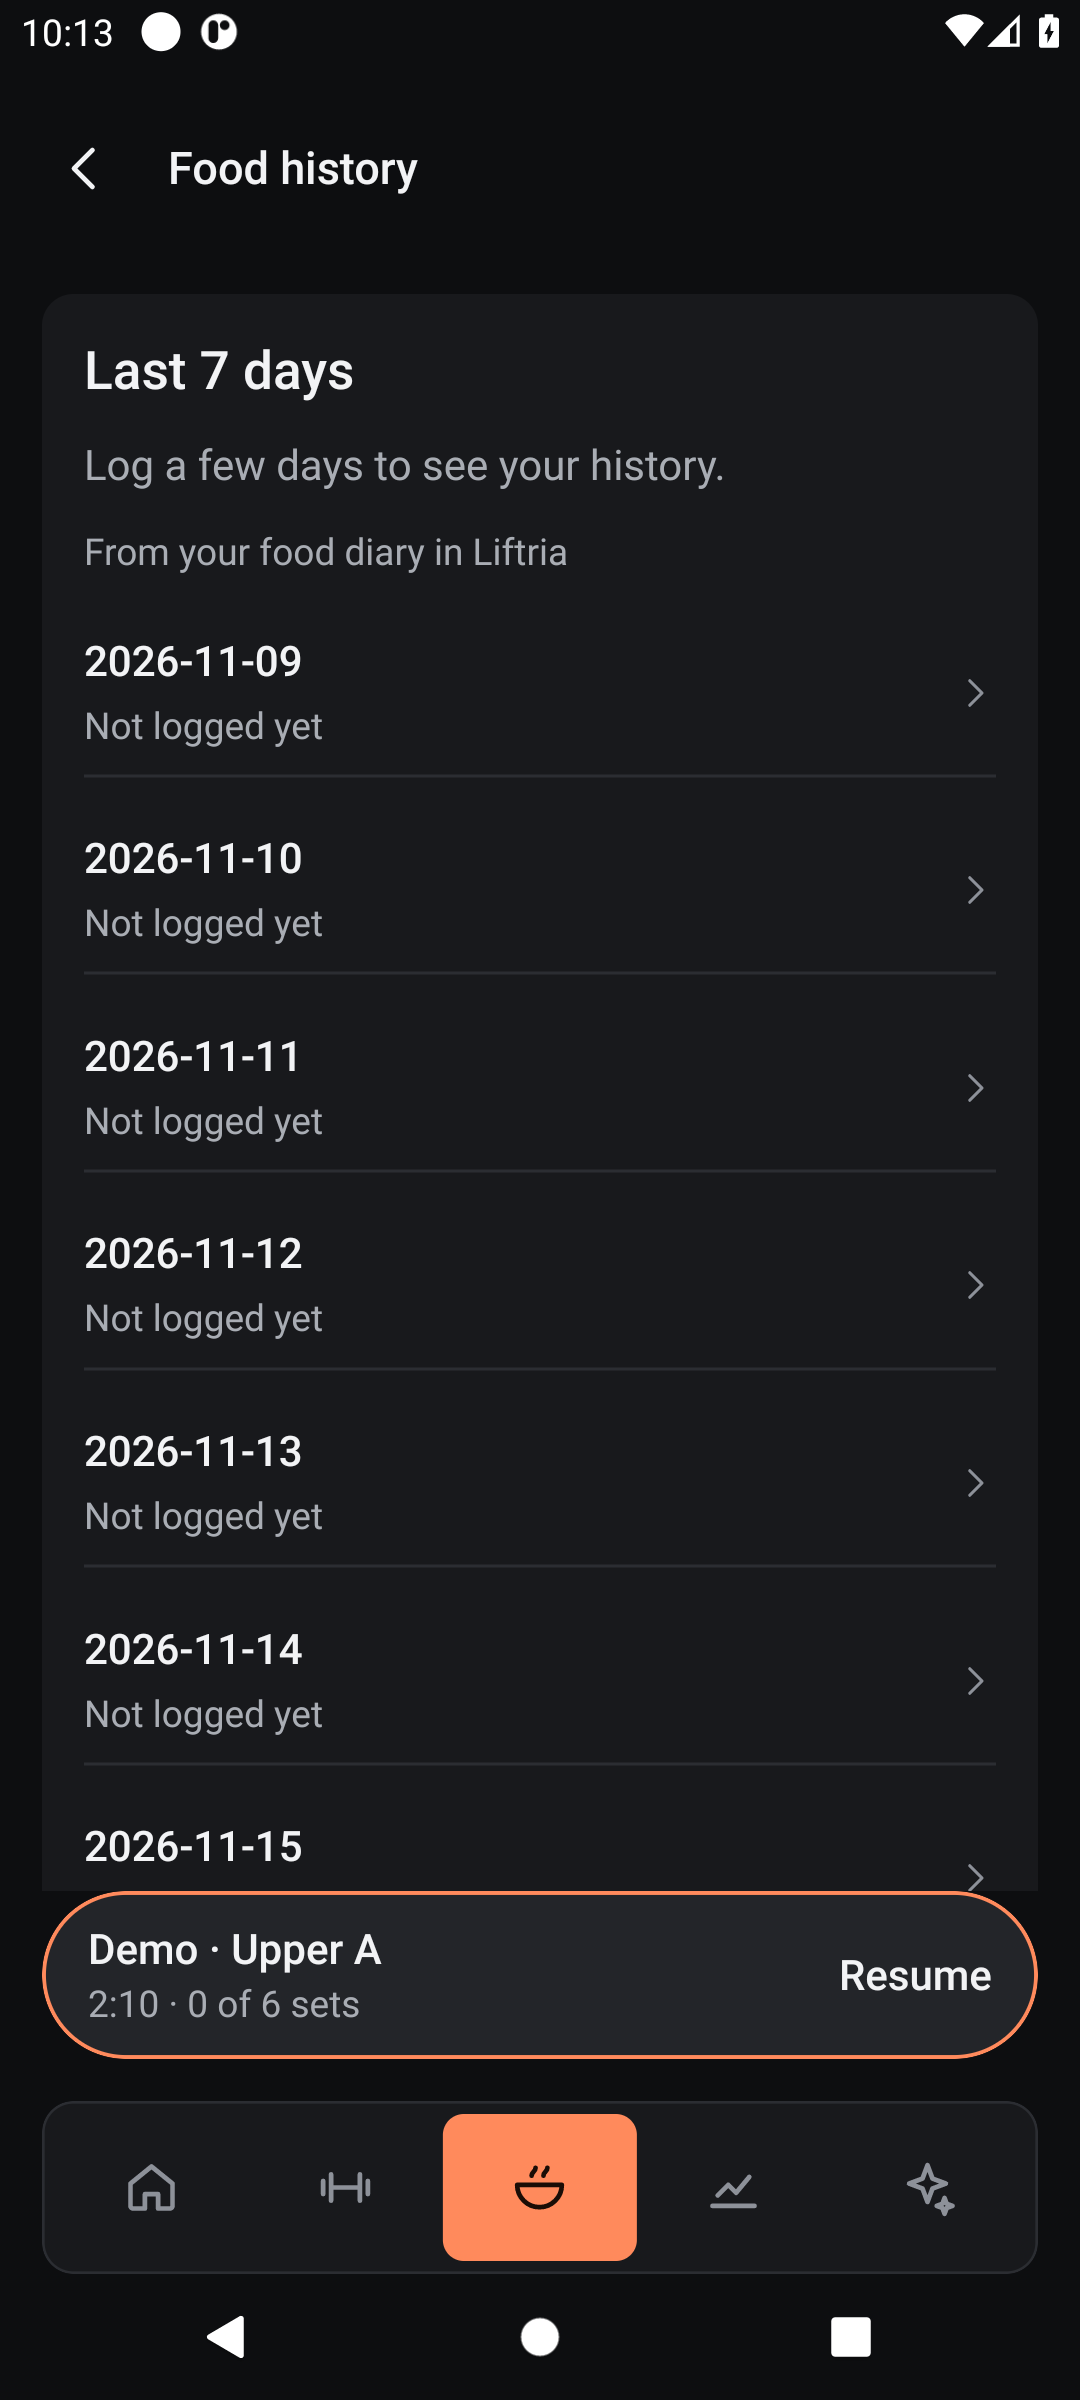 10:13
Food history
Last 7 days
Log a few days to see your history.
From your food diary in Liftria
2026-11-09
Not logged yet
2026-11-10
Not logged yet
2026-11-11
Not logged yet
2026-11-12
Not logged yet
2026-11-13
Not logged yet
2026-11-14
Not logged yet
2026-11-15
Demo · Upper A
2:10 · 0 of 6 sets
Resume